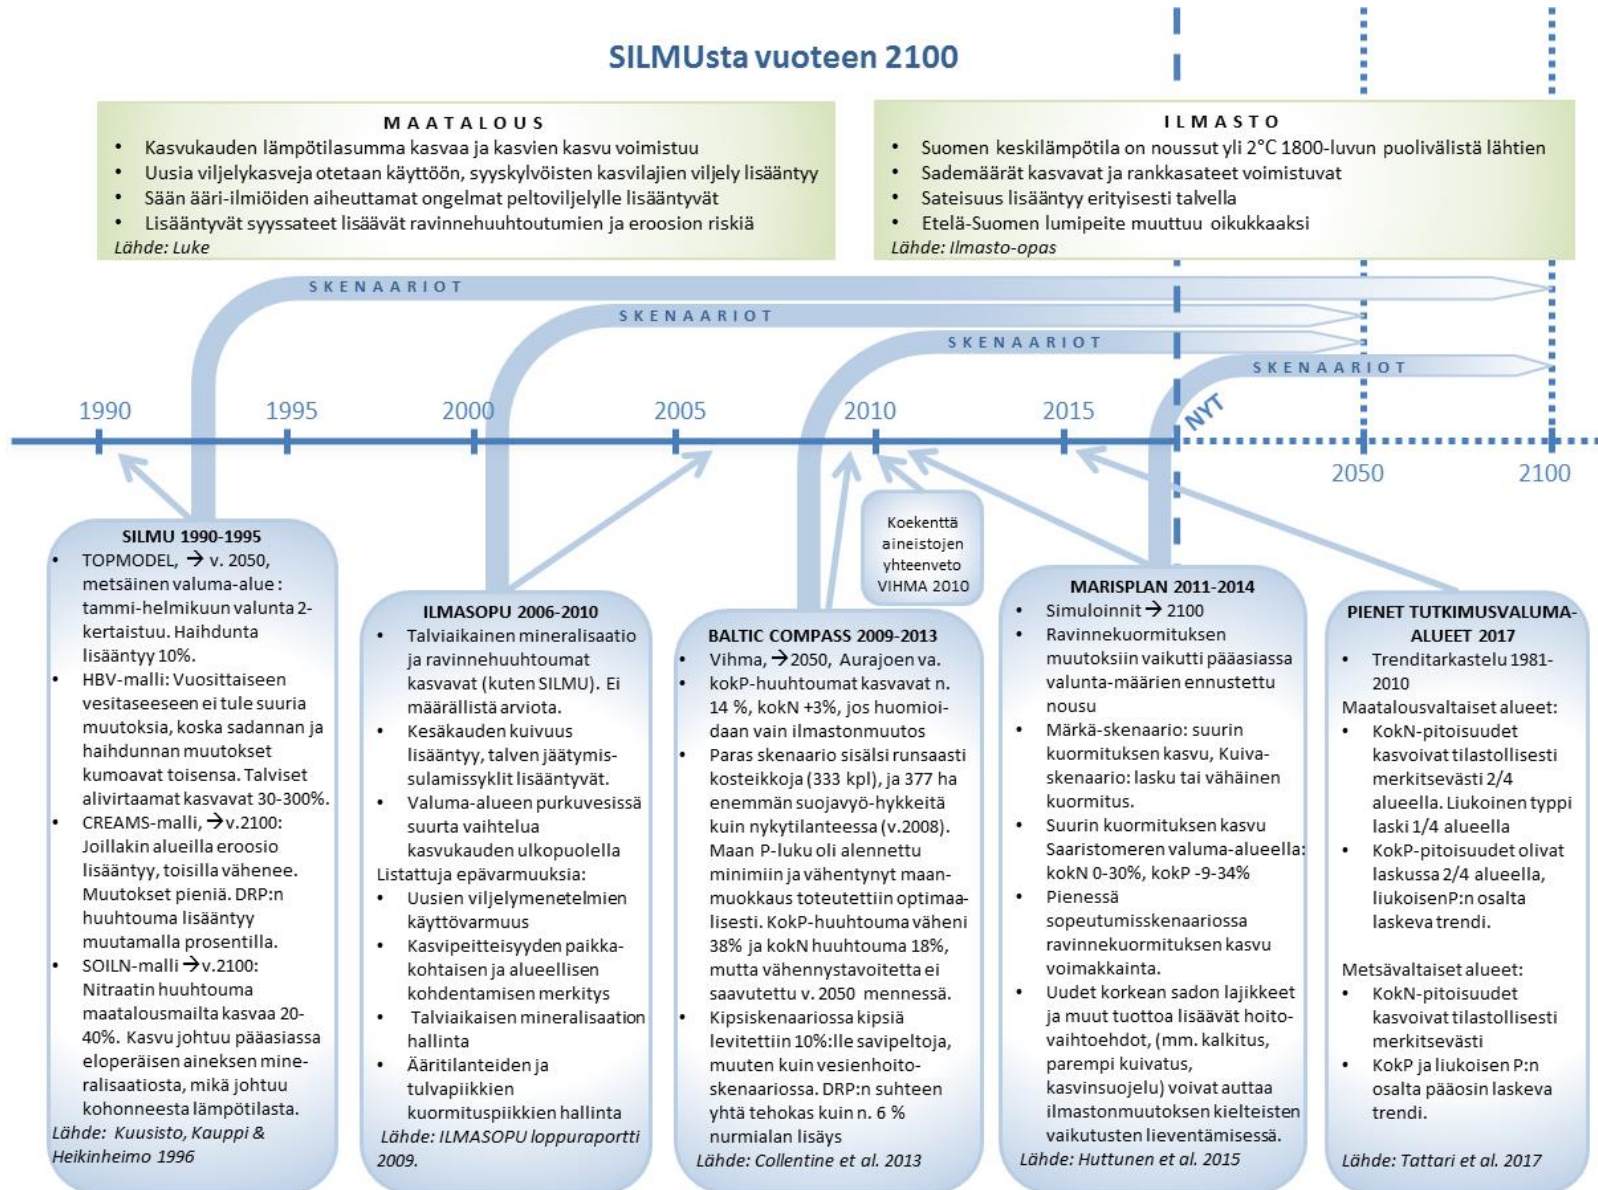 SILMUsta vuoteen 2100
MAATALOUS
• Kasvukauden lämpötilasumma kasvaa ja kasvien kasvu voimistuu
• Uusia viljelykasveja otetaan käyttöön, syyskylvöisten kasvilajien viljely lisääntyy
• Sään ääri-ilmiöiden aiheuttamat ongelmat peltoviljelylle lisääntyvät
• Lisääntyvät syyssateet lisäävät ravinnehuuhtoutumien ja eroosion riskiä
Lähde: Luke
ILMASTO
• Suomen keskilämpötila on noussut yli 2°C 1800-luvun puolivälistä lähtien
• Sademäärät kasvavat ja rankkasateet voimistuvat
• Sateisuus lisääntyy erityisesti talvella
• Etelä-Suomen lumipeite muuttuu oikukkaaksi
Lähde: Ilmasto-opas
SKENAARIOT
SKENAARIOT
SKENAARIOT
SKENAARIOT
1990
1995
2000
2005
2010
2015
NYT
2050
2100
SILMU 1990-1995
• TOPMODEL, → v. 2050,
metsäinen valuma-alue :
tammi-helmikuun valunta 2-
kertaistuu. Haihdunta
lisääntyy 10%.
• HBV-malli: Vuosittaiseen
vesitaseeseen ei tule suuria
muutoksia, koska sadannan ja
haihdunnan muutokset
kumoavat toisensa. Talviset
alivirtaamat kasvavat 30-300%.
• CREAMS-malli, →v.2100:
Joillakin alueilla eroosio
lisääntyy, toisilla vähenee.
Muutokset pieniä. DRP:n
huuhtouma lisääntyy
muutamalla prosentilla.
• SOILN-malli →v.2100:
Nitraatin huuhtouma
maatalousmailta kasvaa 20-
40%. Kasvu johtuu pääasiassa
eloperäisen aineksen mine-
ralisaatiosta, mikä johtuu
kohonneesta lämpötilasta.
Lähde: Kuusisto, Kauppi &
Heikinheimo 1996
ILMASOPU 2006-2010
• Talviaikainen mineralisaatio
ja ravinnehuuhtoumat
kasvavat (kuten SILMU). Ei
määrällistä arviota.
• Kesäkauden kuivuus
lisääntyy, talven jäätymis-
sulamissyklit lisääntyvät.
• Valuma-alueen purkuvesissä
suurta vaihtelua
kasvukauden ulkopuolella
Listattuja epävarmuuksia:
• Uusien viljelymenetelmien
käyttövarmuus
• Kasvipeitteisyyden paikka-
kohtaisen ja alueellisen
kohdentamisen merkitys
• Talviaikaisen mineralisaation
hallinta
• Ääritilanteiden ja
tulvapiikkien
kuormituspiikkien hallinta
Lähde: ILMASOPU loppuraportti
2009.
BALTIC COMPASS 2009-2013
• Vihma, →2050, Aurajoen va.
• kokP-huuhtoumat kasvavat n.
14 %, kokN +3%, jos huomioi-
daan vain ilmastonmuutos
• Paras skenaario sisälsi runsaasti
kosteikkoja (333 kpl), ja 377 ha
enemmän suojavyö-hykkeitä
kuin nykytilanteessa (v.2008).
Maan P-luku oli alennettu
minimiin ja vähentynyt maan-
muokkaus toteutettiin optimaa-
lisesti. KokP-huuhtouma väheni
38% ja kokN huuhtouma 18%,
mutta vähennystavoitetta ei
saavutettu v. 2050 mennessä.
• Kipsiskenaariossa kipsiä
levitettiin 10%:lle savipeltoja,
muuten kuin vesienhoito-
skenaariossa. DRP:n suhteen
yhtä tehokas kuin n. 6 %
nurmialan lisäys
Lähde: Collentine et al. 2013
Koekenttä
aineistojen
yhteenveto
VIHMA 2010
MARISPLAN 2011-2014
• Simuloinnit → 2100
• Ravinnekuormituksen
muutoksiin vaikutti pääasiassa
valunta-määrien ennustettu
nousu
• Märkä-skenaario: suurin
kuormituksen kasvu, Kuiva-
skenaario: lasku tai vähäinen
kuormitus.
• Suurin kuormituksen kasvu
Saaristomeren valuma-alueella:
kokN 0-30%, kokP -9-34%
• Pienessä
sopeutumisskenaariossa
ravinnekuormituksen kasvu
voimakkainta.
• Uudet korkean sadon lajikkeet
ja muut tuottoa lisäävät hoito-
vaihtoehdot, (mm. kalkitus,
parempi kuivatus,
kasvinsuojelu) voivat auttaa
ilmastonmuutoksen kielteisten
vaikutusten lieventämisessä.
Lähde: Huttunen et al. 2015
PIENET TUTKIMUSVALUMA-
ALUEET 2017
• Trenditarkastelu 1981-
2010
Maatalousvaltaiset alueet:
• KokN-pitoisuudet
kasvoivat tilastollisesti
merkitsevästi 2/4
alueella. Liukoinen typpi
laski 1/4 alueella
• KokP-pitoisuudet olivat
laskussa 2/4 alueella,
liukoisenP:n osalta
laskeva trendi.
Metsävaltaiset alueet:
• KokN-pitoisuudet
kasvoivat tilastollisesti
merkitsevästi
• KokP ja liukoisen P:n
osalta pääosin laskeva
trendi.
Lähde: Tattari et al. 2017